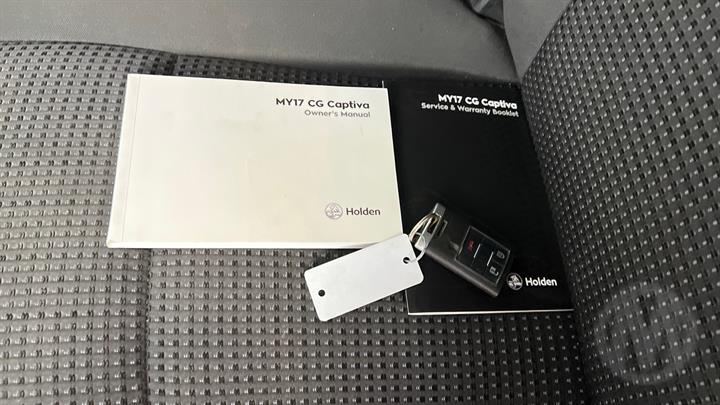 MY17 CG Captiva
Owner's Manual
Holden
MY17 CG Captiva
Service & Warranty Booklet
Holden